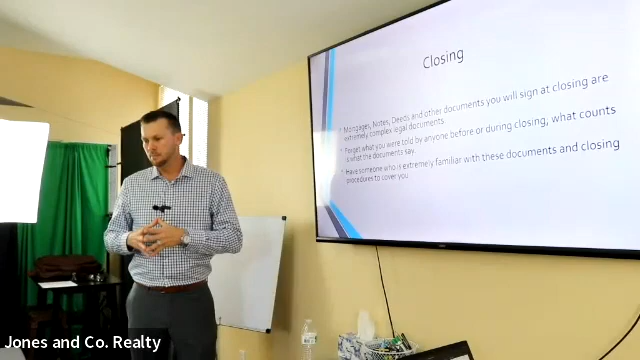 Closing
Mortgages, Notes, Deeds and other documents you will sign at closing are
extremely complex legal documents
Forget what you were told by anyone before or during closing, what counts
is what the documents say.
Have someone who is extremely familiar with these documents and closing
procedures to cover you
Jones and Co. Realty